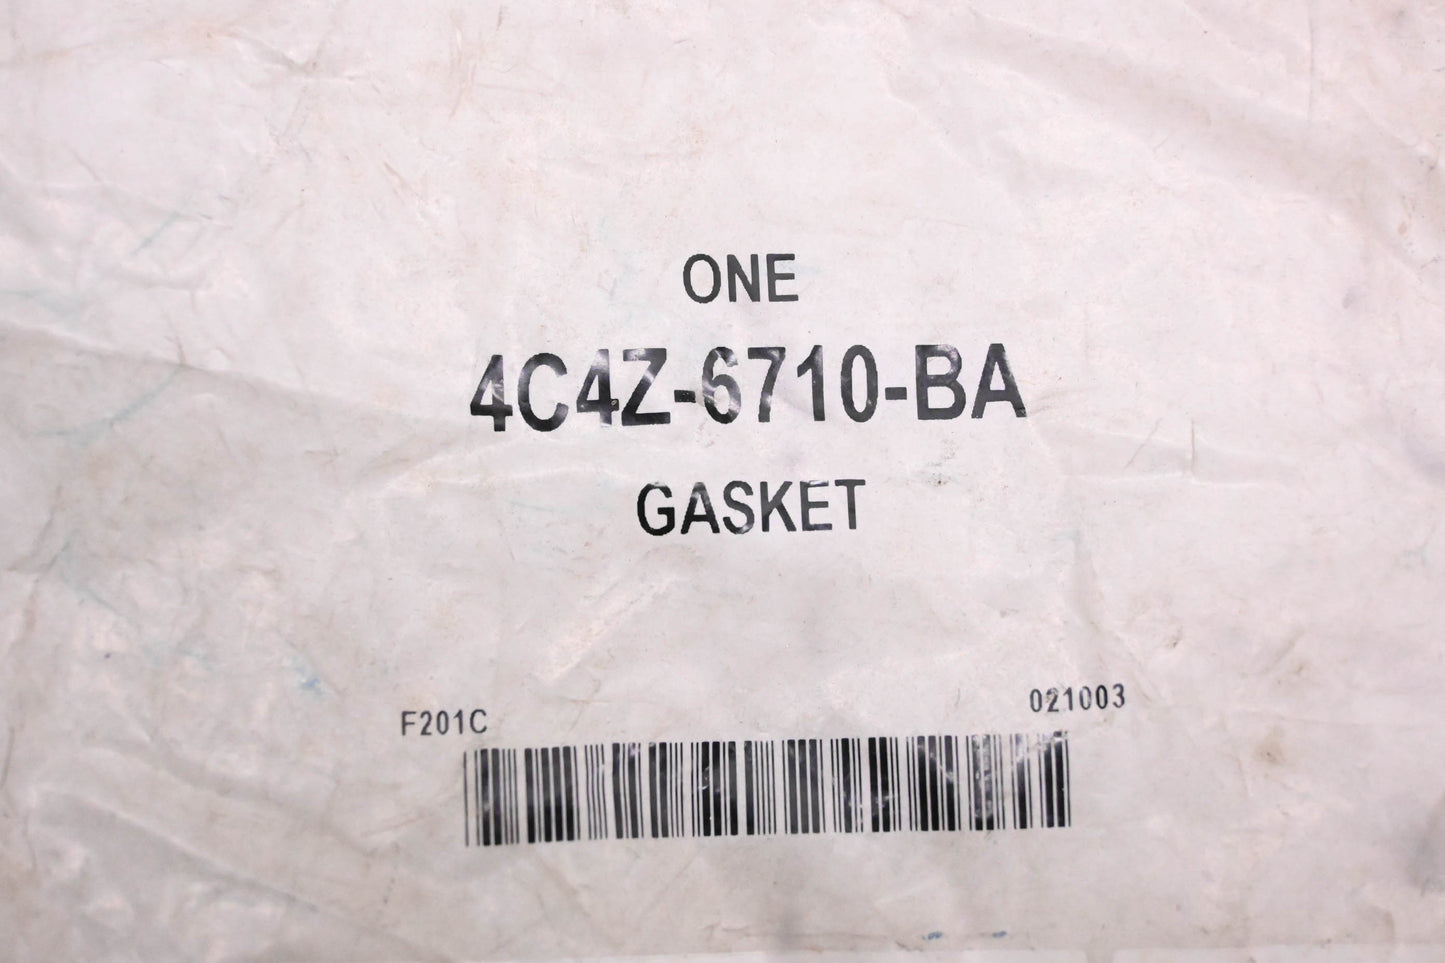 ONE
4C4Z-6710-BA
GASKET
F201C 021003